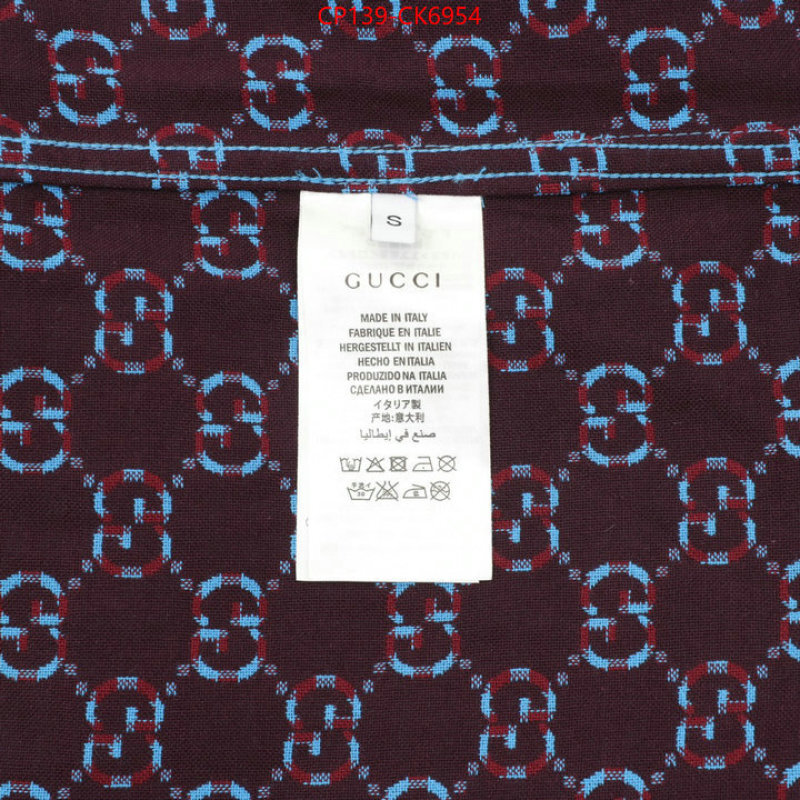 CP139-CK6954
S
GUCCI
MADE IN ITALY
FABRIQUE EN ITALIE
HERGESTELLT IN ITALIEN
HECHO EN ITALIA
PRODUZIDO NA ITALIA
СДЕЛАНО В ИТАЛИИ
イタリア製
产地:意大利
صنع في إيطاليا